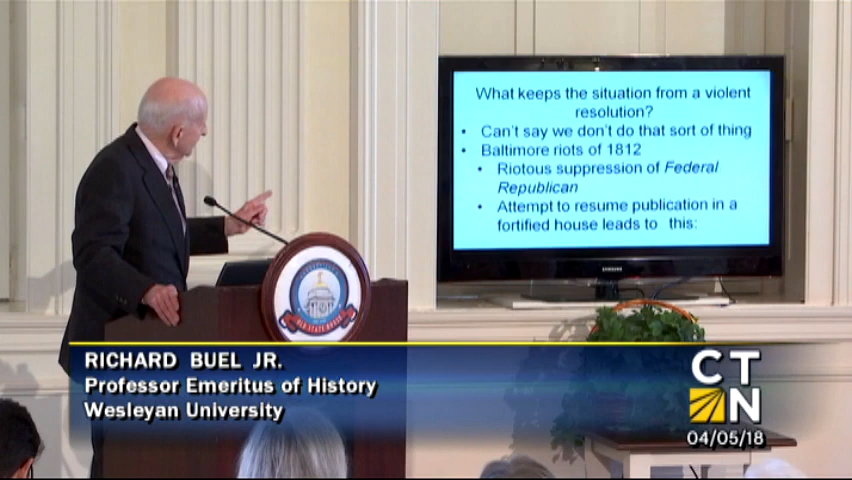 What keeps the situation from a violent
resolution?
• Can't say we don't do that sort of thing
• Baltimore riots of 1812
• Riotous suppression of Federal
Republican
• Attempt to resume publication in a
fortified house leads to this:
SAMSUNG
OLD STATE HOUSE
RICHARD BUEL JR.
Professor Emeritus of History
Wesleyan University
CT
N
04/05/18